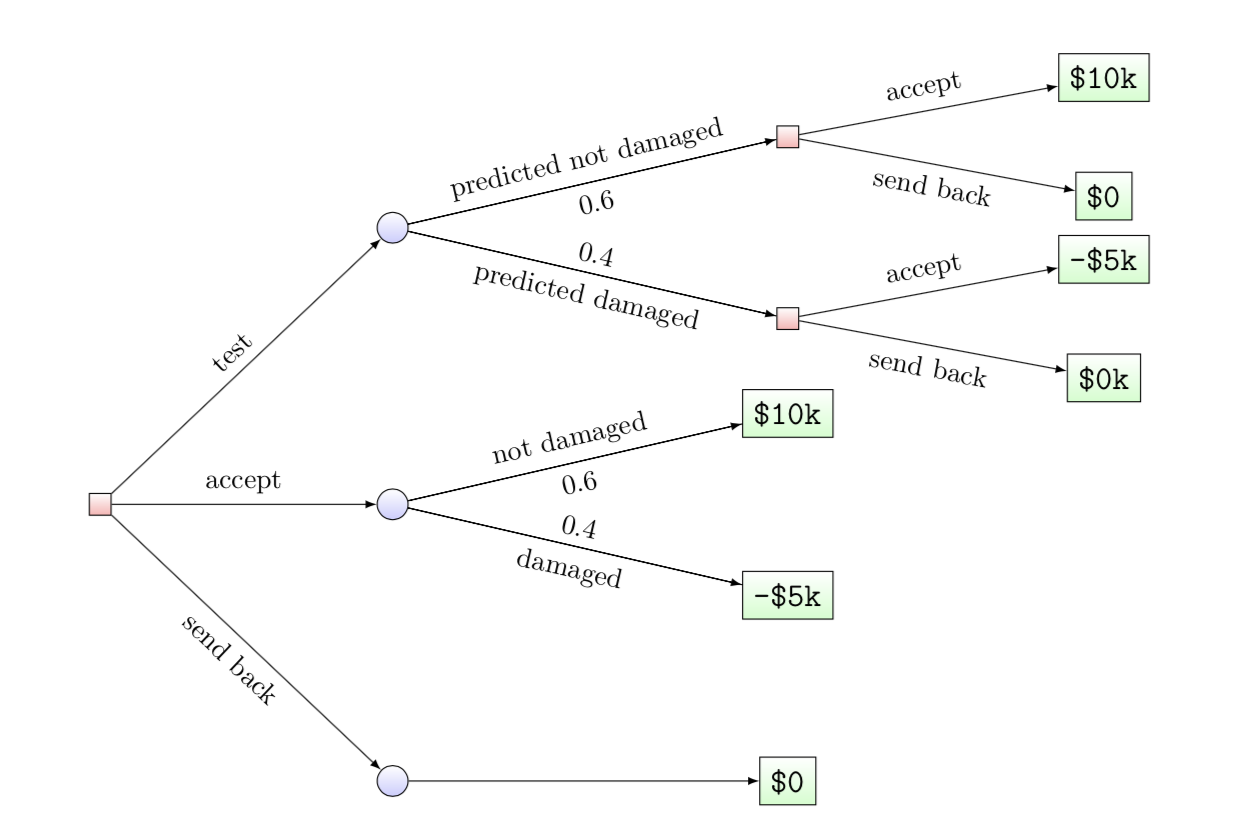 accept
$10k
predicted not damaged
0.6
send back
$0
0.4
predicted damaged
accept
-$5k
send back
$0k
test
not damaged
$10k
0.6
accept
0.4
damaged
-$5k
send back
$0